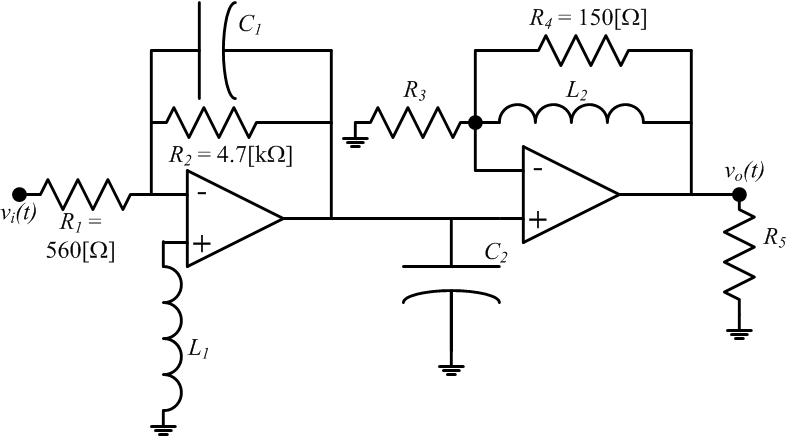 C1
R4 = 150[Ω]
R3
L2
R2 = 4.7[kΩ]
-
-
vo(t)
vi(t)
R1 =
560[Ω]
+
+
C2
R5
L1